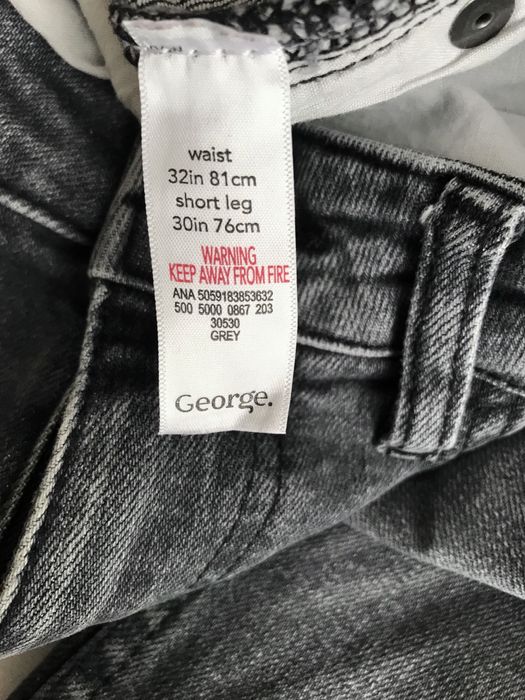 waist
32in 81cm
short leg
30in 76cm
WARNING
KEEP AWAY FROM FIRE
ANA 5059183853632
500 5000 0867 203
30530
GREY
George.